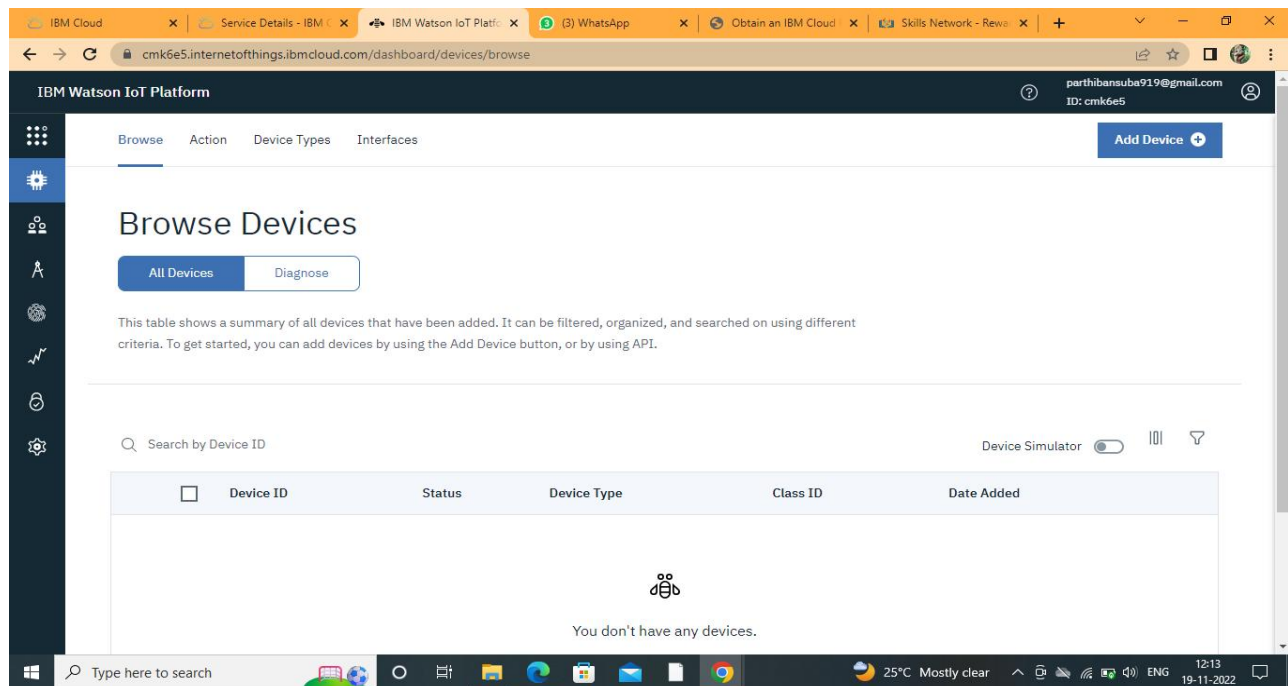 IBM Cloud
Service Details - IBM C
IBM Watson IoT Platfo
(3) WhatsApp
Obtain an IBM Cloud
Skills Network - Rewa
cmk6e5.internetofthings.ibmcloud.com/dashboard/devices/browse
IBM Watson IoT Platform
parthibansuba919@gmail.com
ID: cmk6e5
Browse Action Device Types Interfaces
Add Device
Browse Devices
All Devices Diagnose
This table shows a summary of all devices that have been added. It can be filtered, organized, and searched on using different
criteria. To get started, you can add devices by using the Add Device button, or by using API.
Search by Device ID
Device Simulator
Device ID Status Device Type Class ID Date Added
You don't have any devices.
Type here to search
25°C Mostly clear
ENG
12:13
19-11-2022